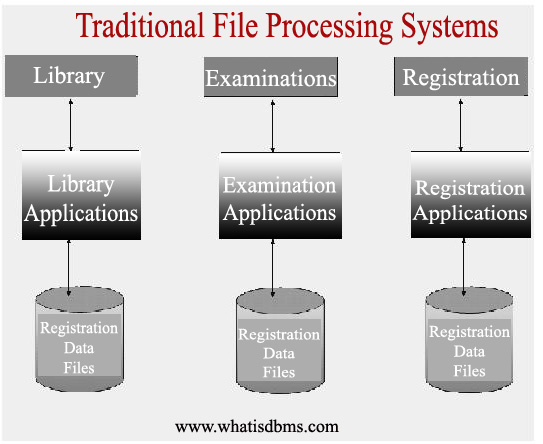 Traditional File Processing Systems
Library
Examinations
Registration
Library
Applications
Examination
Applications
Registration
Applications
Registration
Data
Files
Registration
Data
Files
Registration
Data
Files
www.whatisdbms.com